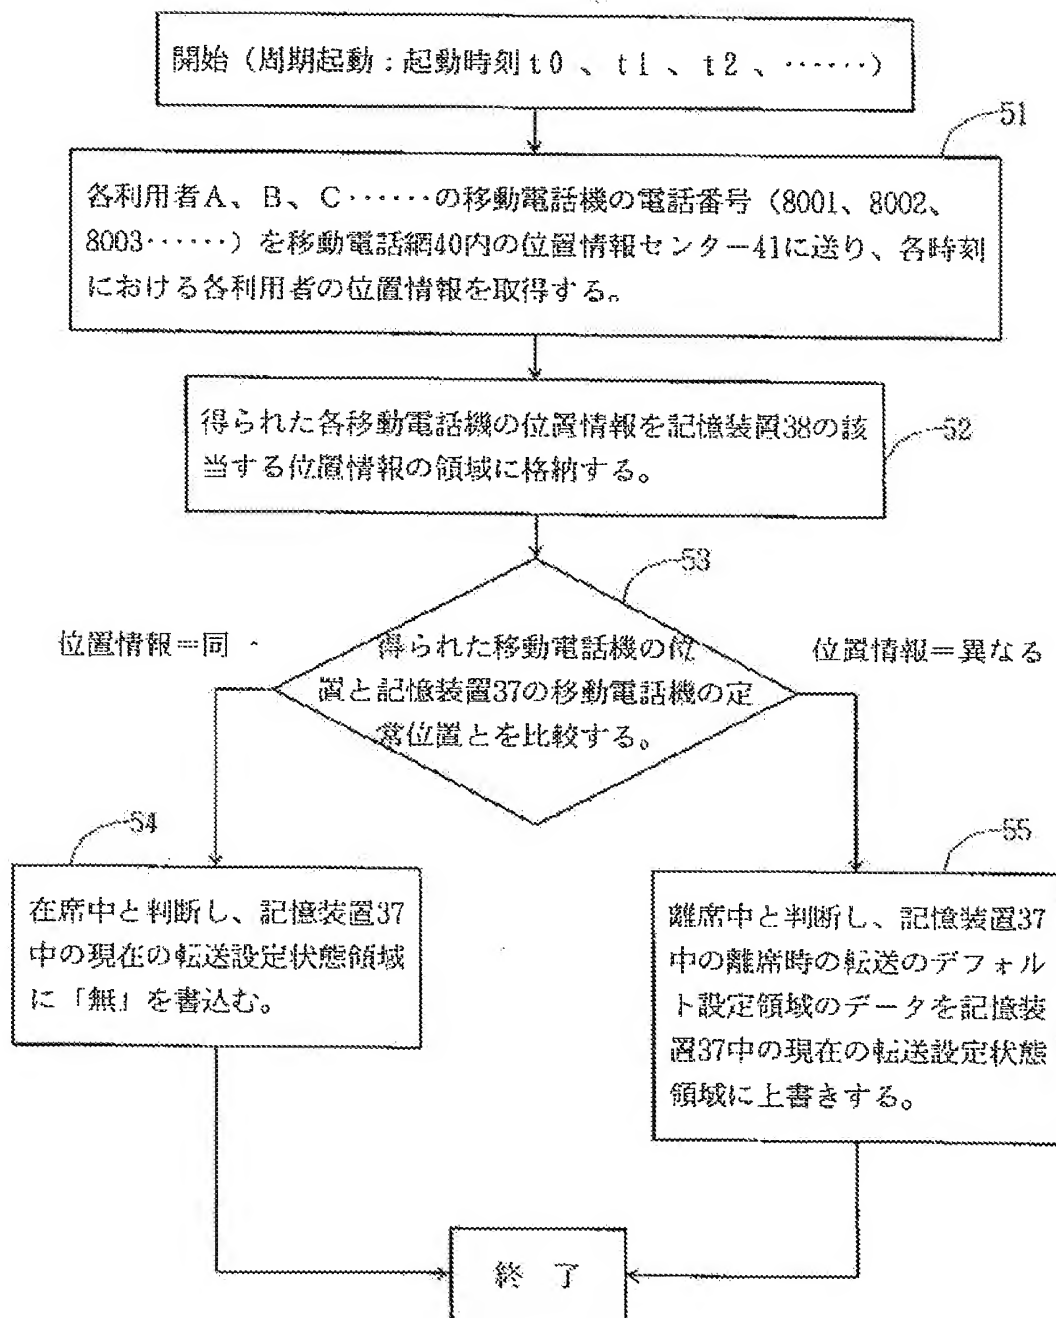 開始（周期起動：起動時刻t0、t1、t2、……）
51
各利用者A、B、C……の移動電話機の電話番号（8001、8002、
8003……）を移動電話網40内の位置情報センター41に送り、各時刻
における各利用者の位置情報を取得する。
52
得られた各移動電話機の位置情報を記憶装置38の該
当する位置情報の領域に格納する。
53
位置情報＝同
得られた移動電話機の位
置と記憶装置37の移動電話機の定
常位置とを比較する。
位置情報＝異なる
54
在席中と判断し、記憶装置37
中の現在の転送設定状態領域
に「無」を書込む。
55
離席中と判断し、記憶装置37
中の離席時の転送のデフォル
ト設定領域のデータを記憶装
置37中の現在の転送設定状態
領域に上書きする。
終 了